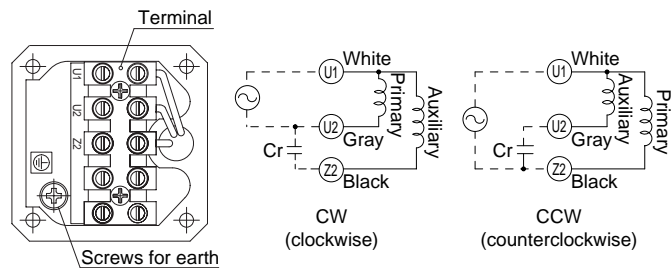 Terminal
U1
U2
Z2
Screws for earth
U1
White
Primary
Auxiliary
U2
Gray
Cr
Z2
Black
CW
(clockwise)
U1
White
Auxiliary
Primary
U2
Gray
Cr
Z2
Black
CCW
(counterclockwise)